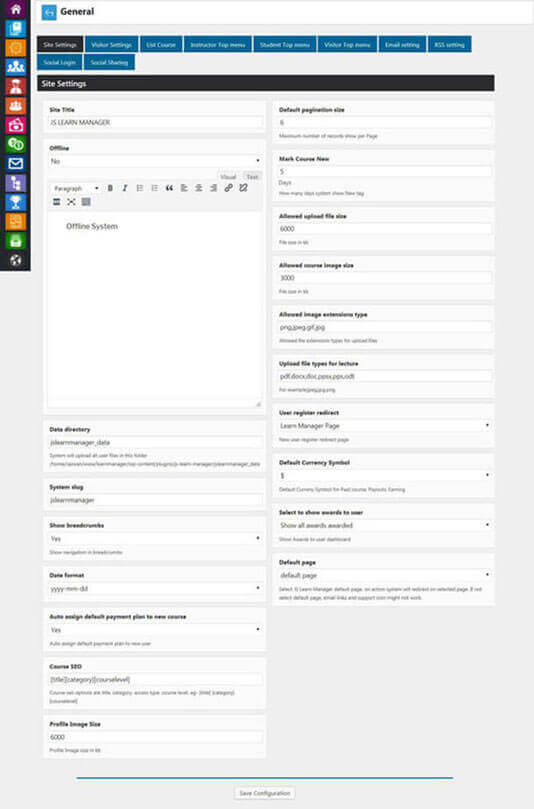 General
Site Settings
Visitor Settings
List Course
Instructor Top menu
Student Top menu
Visitor Top menu
Email setting
RSS setting
Social Login
Social Sharing
Site Settings
Site Title
JS LEARN MANAGER
Offline
No
Visual
Text
Paragraph
Offline System
Data directory
jslearnmanager_data
System will upload all user files in this folder
System slug
jslearnmanager
Show breadcrumbs
Yes
Show navigation in breadcrumbs
Date format
yyyy-mm-dd
Auto assign default payment plan to new course
Yes
Auto assign default payment plan to new user
Course SEO
[title][category][courselevel]
Course seo options are title, category, access type, course level, eg- [title] [category]
[courselevel]
Profile Image Size
6000
Profile Image size in kb
Default pagination size
6
Maximum number of records show per Page
Mark Course New
5
Days
How many days system show New tag
Allowed upload file size
6000
File size in kb
Allowed course image size
3000
File size in kb
Allowed image extensions type
png,jpeg,gif,jpg
Allowed file extensions types for upload files
Upload file types for lecture
pdf,docx,doc,ppsx,pps,odt
For example:jpeg,jpg,png
User register redirect
Learn Manager Page
New user register redirect page
Default Currency Symbol
$
Default Currency Symbol for Paid course, Payouts, Earning
Select to show awards to user
Show all awards awarded
Show Awards to user dashboard
Default page
default page
Select JS Learn Manager default page, on action system will redirect on selected page. If not
select default page, email links and support icon might not work.
Save Configuration